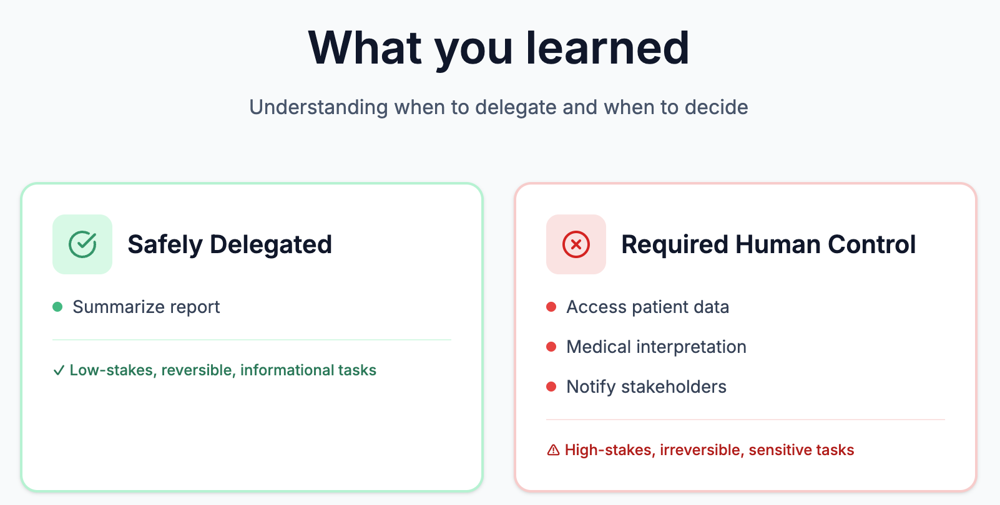 What you learned
Understanding when to delegate and when to decide
Safely Delegated
Summarize report
✓ Low-stakes, reversible, informational tasks
Required Human Control
Access patient data
Medical interpretation
Notify stakeholders
⚠ High-stakes, irreversible, sensitive tasks